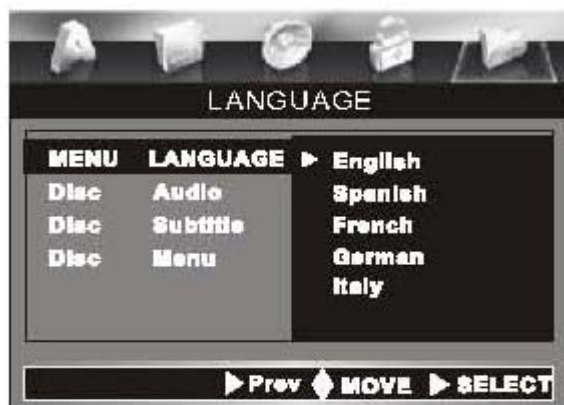 LANGUAGE
MENU LANGUAGE ▶ English
Disc Audio Spanish
Disc Subtitle French
Disc Menu German
Italy
▶Prev ◆ MOVE ▶ SELECT